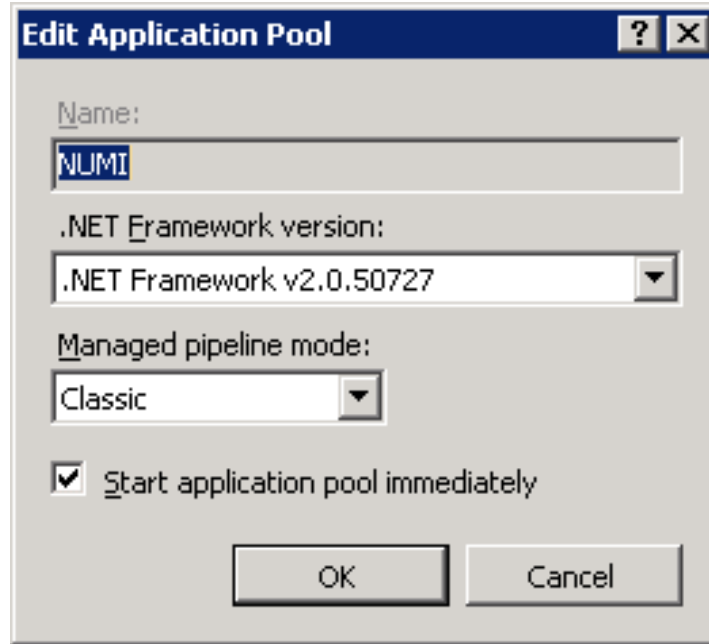 Edit Application Pool
Name:
NUMI
.NET Framework version:
.NET Framework v2.0.50727
Managed pipeline mode:
Classic
Start application pool immediately
OK Cancel